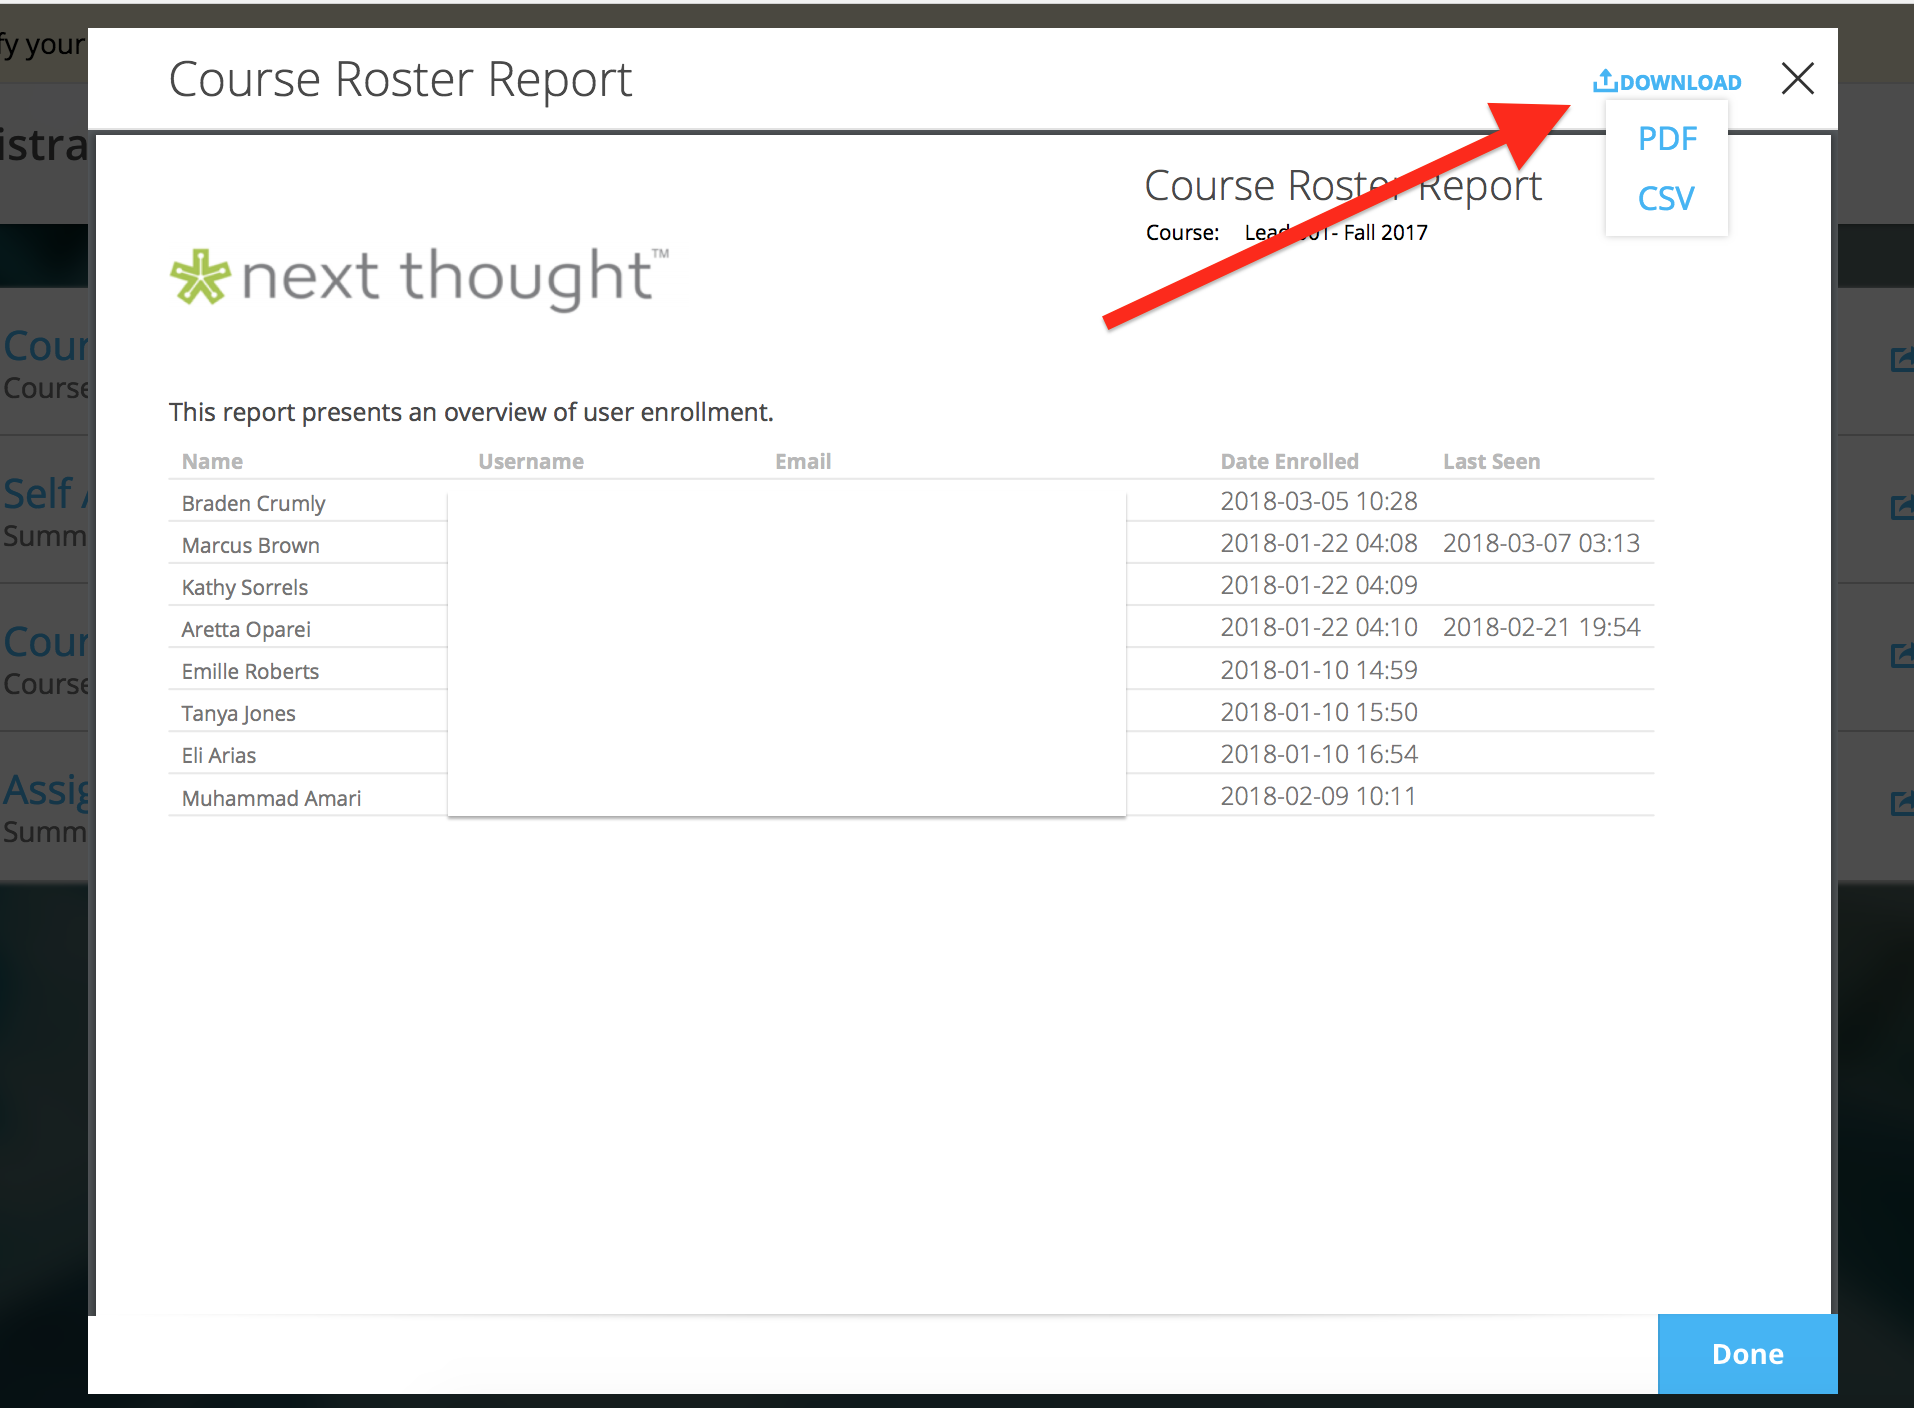 fy your
Course Roster Report
DOWNLOAD
PDF
CSV
istra
Course Roster Report
Course: Lead 001- Fall 2017
next thought™
Cour
Course
Self A
Summ
Cour
Course
Assig
Summ
This report presents an overview of user enrollment.
Name Username Email Date Enrolled Last Seen
Braden Crumly 2018-03-05 10:28
Marcus Brown 2018-01-22 04:08 2018-03-07 03:13
Kathy Sorrels 2018-01-22 04:09
Aretta Oparei 2018-01-22 04:10 2018-02-21 19:54
Emille Roberts 2018-01-10 14:59
Tanya Jones 2018-01-10 15:50
Eli Arias 2018-01-10 16:54
Muhammad Amari 2018-02-09 10:11
Done